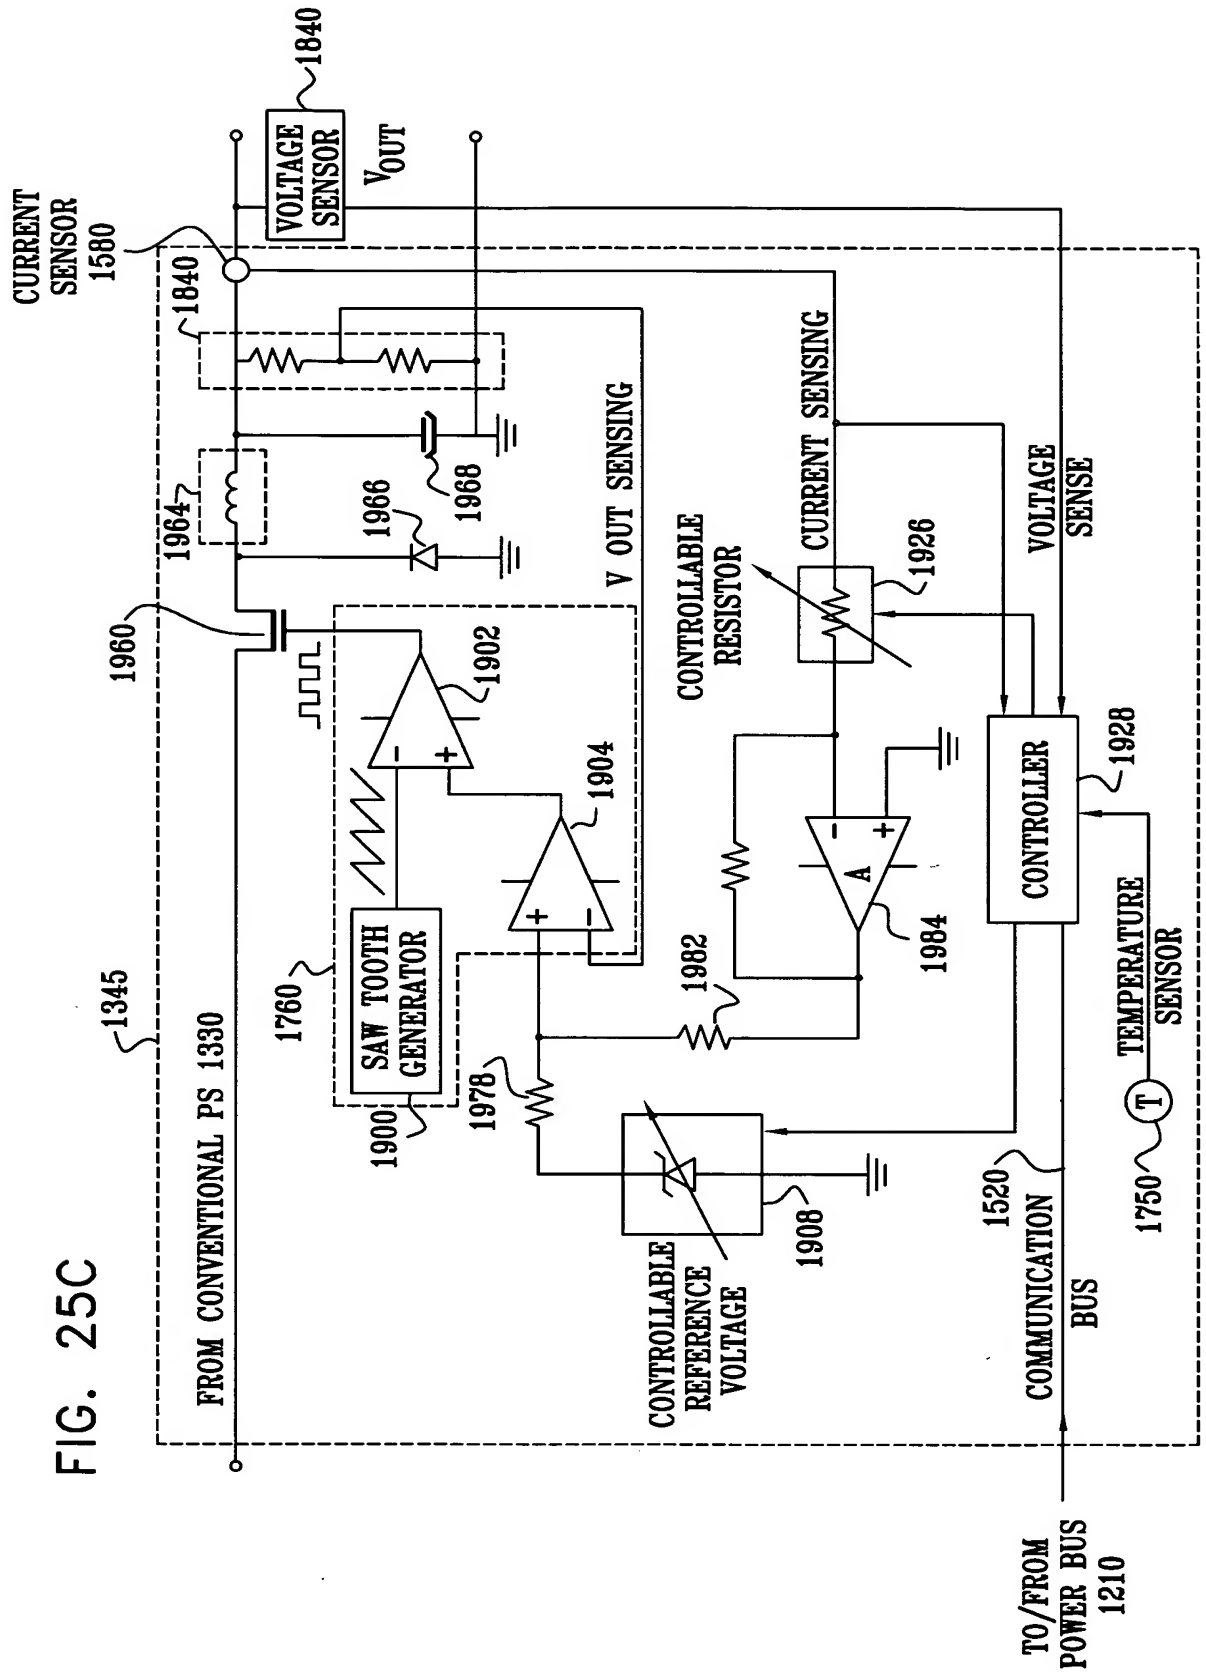 FIG. 25C
1345
FROM CONVENTIONAL PS 1330
1960
1964
1840
CURRENT
SENSOR
1580
VOLTAGE
SENSOR
1840
VOUT
1760
SAW TOOTH
GENERATOR
1900
-
+
1902
+
-
1904
1966
1968
V OUT SENSING
1978
1982
CONTROLLABLE
REFERENCE
VOLTAGE
1908
CONTROLLABLE
RESISTOR
1926
CURRENT SENSING
-
+
A
1984
CONTROLLER
1928
VOLTAGE
SENSE
TEMPERATURE
SENSOR
T
1750
1520
COMMUNICATION
BUS
TO/FROM
POWER BUS
1210